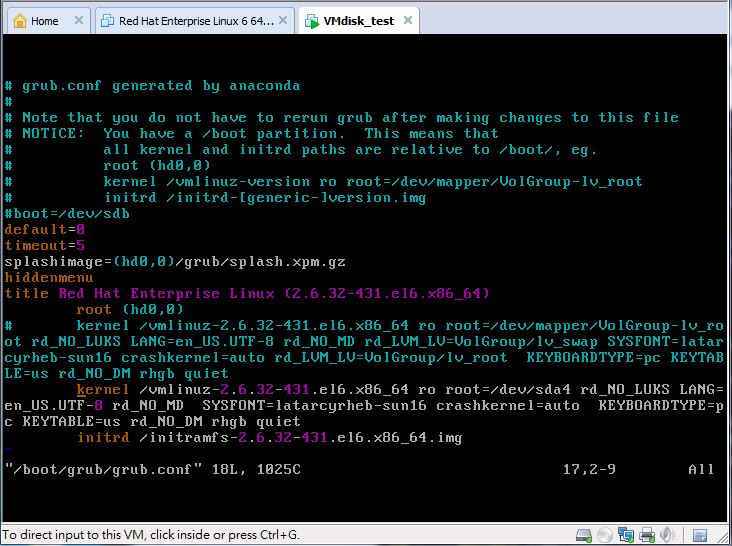 Home
Red Hat Enterprise Linux 6 64...
VMdisk_test
# grub.conf generated by anaconda
#
# Note that you do not have to rerun grub after making changes to this file
# NOTICE:  You have a /boot partition.  This means that
#          all kernel and initrd paths are relative to /boot/, eg.
#          root (hd0,0)
#          kernel /vmlinuz-version ro root=/dev/mapper/VolGroup-lv_root
#          initrd /initrd-[generic-]version.img
#boot=/dev/sdb
default=0
timeout=5
splashimage=(hd0,0)/grub/splash.xpm.gz
hiddenmenu
title Red Hat Enterprise Linux (2.6.32-431.el6.x86_64)
        root (hd0,0)
#       kernel /vmlinuz-2.6.32-431.el6.x86_64 ro root=/dev/mapper/VolGroup-lv_ro
ot rd_NO_LUKS LANG=en_US.UTF-8 rd_NO_MD rd_LVM_LV=VolGroup/lv_swap SYSFONT=latar
cyrheb-sun16 crashkernel=auto rd_LVM_LV=VolGroup/lv_root  KEYBOARDTYPE=pc KEYTAB
LE=us rd_NO_DM rhgb quiet
        kernel /vmlinuz-2.6.32-431.el6.x86_64 ro root=/dev/sda4 rd_NO_LUKS LANG=
en_US.UTF-8 rd_NO_MD  SYSFONT=latarcyrheb-sun16 crashkernel=auto  KEYBOARDTYPE=p
c KEYTABLE=us rd_NO_DM rhgb quiet
        initrd /initramfs-2.6.32-431.el6.x86_64.img
~
"/boot/grub/grub.conf" 18L, 1025C                             17,2-9        All
To direct input to this VM, click inside or press Ctrl+G.